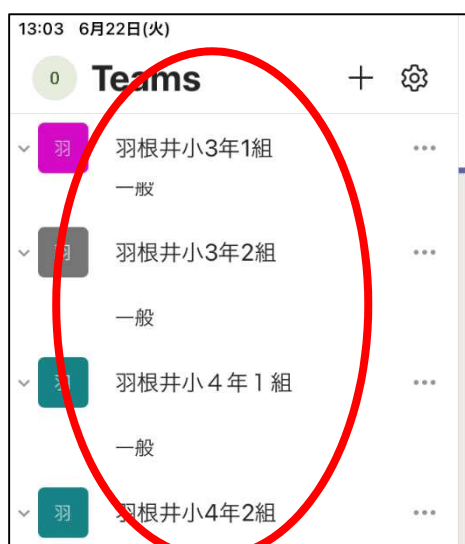 13:03 6月22日(火)
0 Teams
羽 羽根井小3年1組
一般
羽 羽根井小3年2組
一般
羽 羽根井小４年１組
一般
羽 羽根井小4年2組